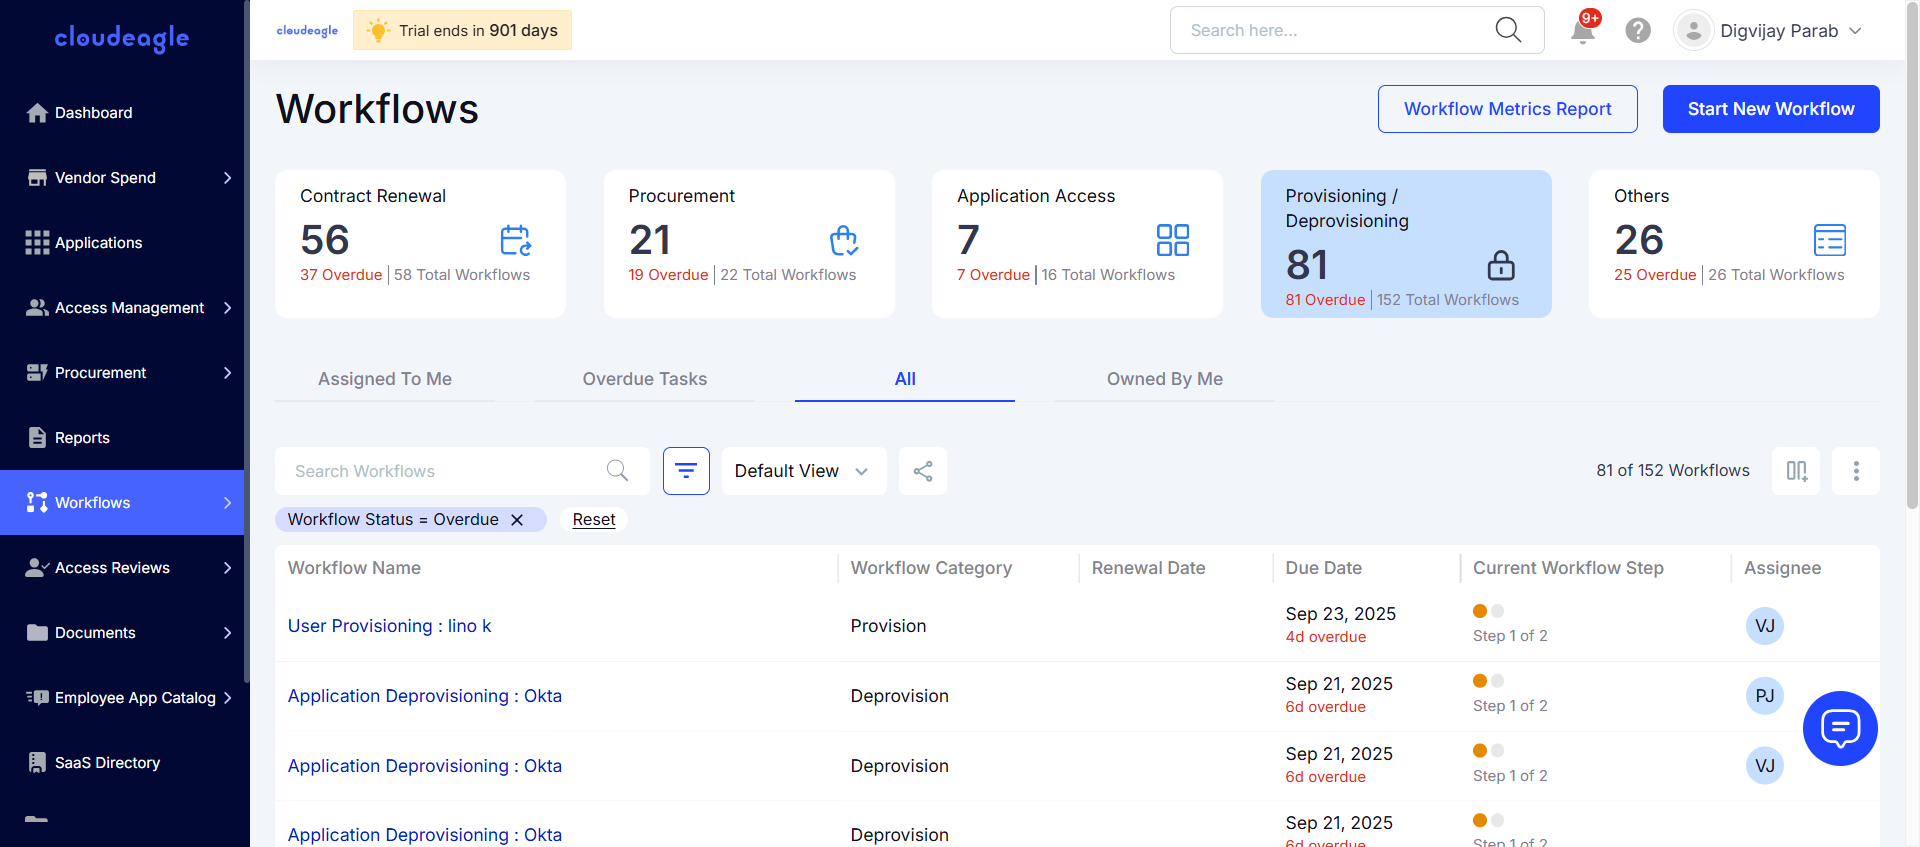 cloudeagle
Dashboard
Vendor Spend
Applications
Access Management
Procurement
Reports
Workflows
Access Reviews
Documents
Employee App Catalog
SaaS Directory
cloudeagle
Trial ends in 901 days
Search here...
9+
Digvijay Parab
Workflows
Workflow Metrics Report
Start New Workflow
Contract Renewal
56
37 Overdue | 58 Total Workflows
Procurement
21
19 Overdue | 22 Total Workflows
Application Access
7
7 Overdue | 16 Total Workflows
Provisioning /
Deprovisioning
81
81 Overdue | 152 Total Workflows
Others
26
25 Overdue | 26 Total Workflows
Assigned To Me
Overdue Tasks
All
Owned By Me
Search Workflows
Default View
81 of 152 Workflows
Workflow Status = Overdue
Reset
Workflow Name Workflow Category Renewal Date Due Date Current Workflow Step Assignee
User Provisioning : lino k Provision Sep 23, 2025 VJ
4d overdue Step 1 of 2
Application Deprovisioning : Okta Deprovision Sep 21, 2025 PJ
6d overdue Step 1 of 2
Application Deprovisioning : Okta Deprovision Sep 21, 2025 VJ
6d overdue Step 1 of 2
Application Deprovisioning : Okta Deprovision Sep 21, 2025
6d overdue Step 1 of 2